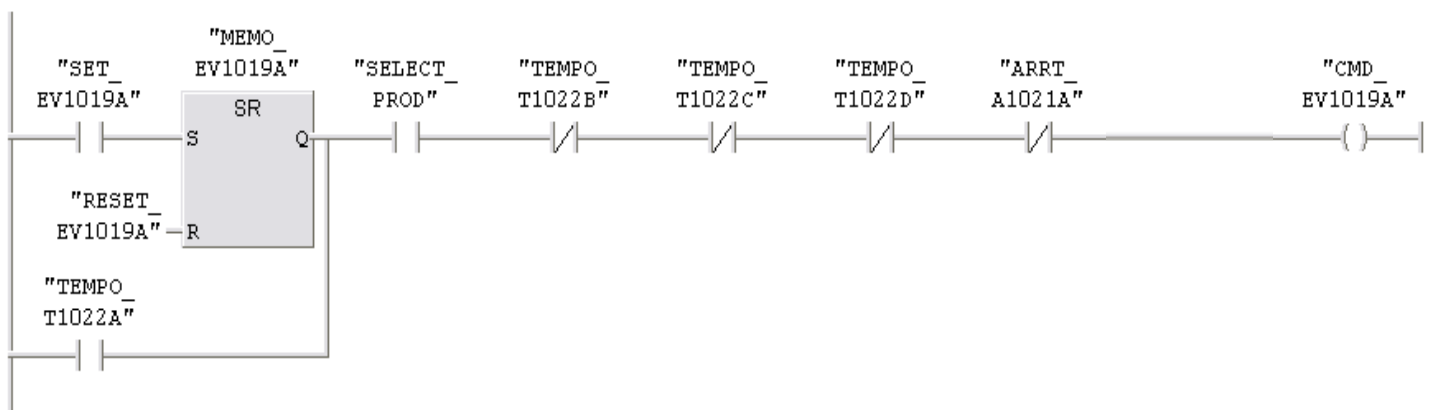 "MEMO_
"SET_ EV1019A" "SELECT_ "TEMPO_ "TEMPO_ "TEMPO_ "ARRT_ "CMD_
EV1019A" PROD" T1022B" T1022C" T1022D" A1021A" EV1019A"
SR
S Q
"RESET_
EV1019A" R
"TEMPO_
T1022A"